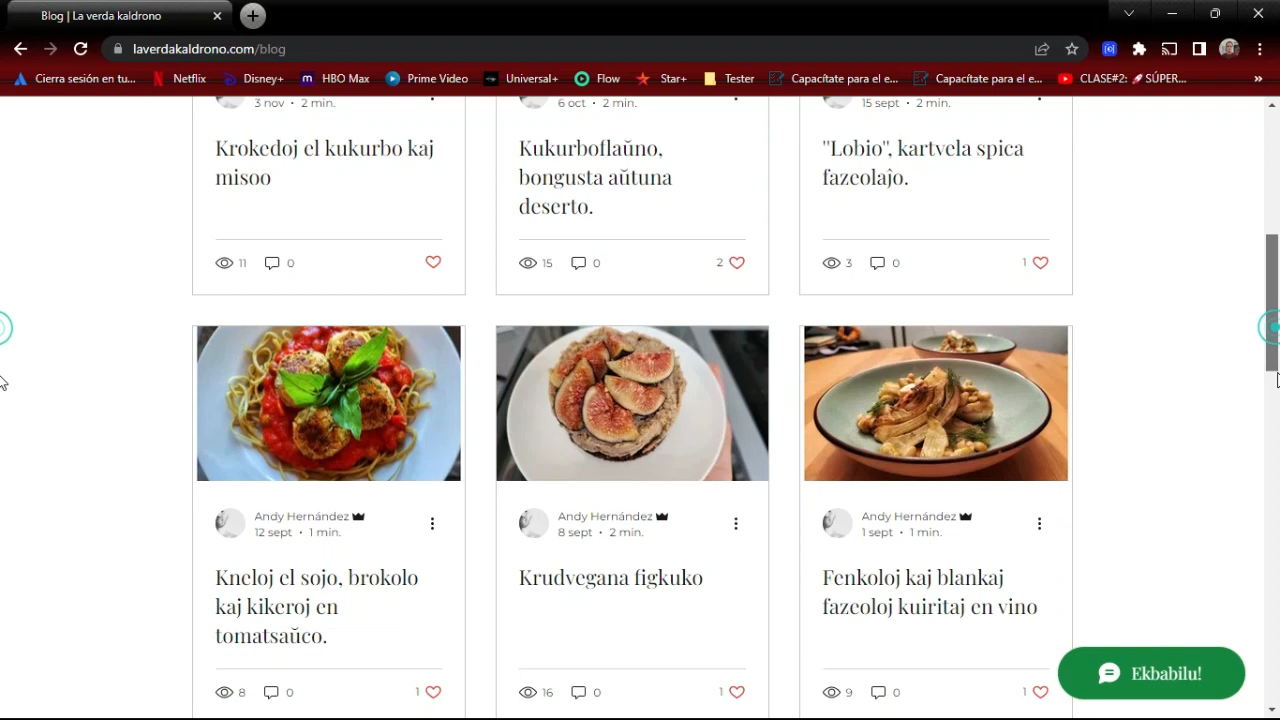 Blog | La verda kaldrono
laverdakaldrono.com/blog
Cierra sesión en tu... Netflix Disney+ HBO Max Prime Video Universal+ Flow Star+ Tester Capacítate para el e... Capacítate para el e... CLASE#2: 🚀SÚPER... »
3 nov · 2 min. 6 oct · 2 min. 15 sept · 2 min.
Krokedoj el kukurbo kaj
misoo
Kukurboflaŭno,
bongusta aŭtuna
deserto.
"Lobio", kartvela spica
fazeolaĵo.
11 0
15 0 2
3 0 1
Andy Hernández
12 sept · 1 min.
Kneloj el sojo, brokolo
kaj kikeroj en
tomatsaŭco.
8 0 1
Andy Hernández
8 sept · 2 min.
Krudvegana figkuko
16 0 1
Andy Hernández
1 sept · 1 min.
Fenkoloj kaj blankaj
fazeoloj kuiritaj en vino
9 0 1
Ekbabilu!